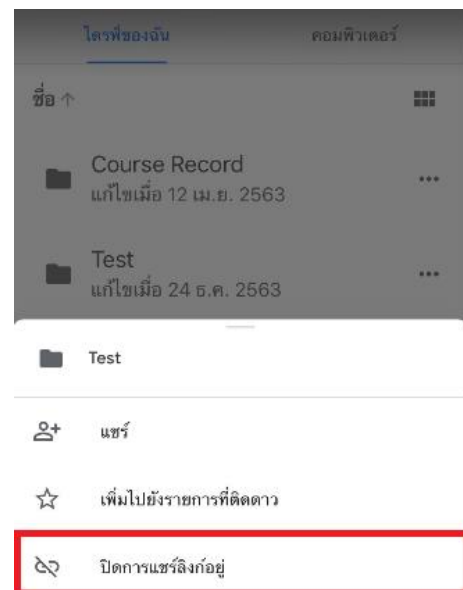 ไดรฟ์ของฉัน คอมพิวเตอร์
ชื่อ ↑
Course Record
แก้ไขเมื่อ 12 เม.ย. 2563
Test
แก้ไขเมื่อ 24 ธ.ค. 2563
Test
แชร์
เพิ่มไปยังรายการที่ติดดาว
ปิดการแชร์ลิงก์อยู่